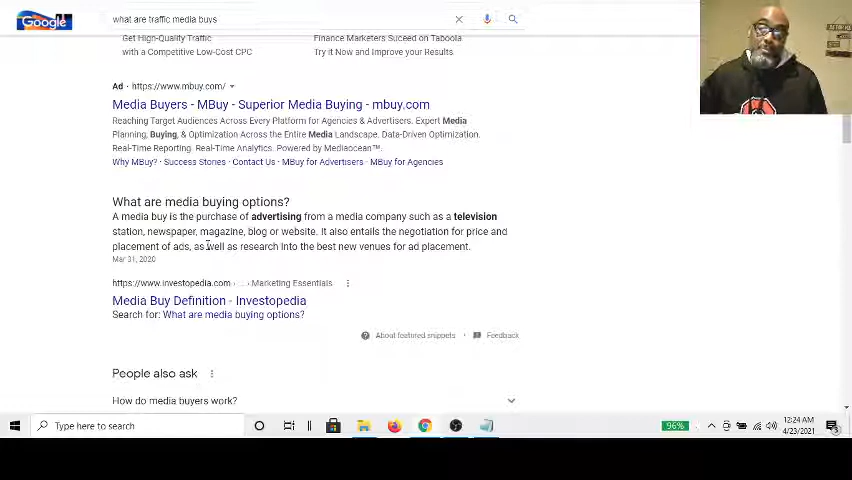 Google
what are traffic media buys
Get High-Quality Traffic
with a Competitive Low-Cost CPC
Finance Marketers Suceed on Taboola
Try it Now and Improve your Results
Ad · https://www.mbuy.com/
Media Buyers - MBuy - Superior Media Buying - mbuy.com
Reaching Target Audiences Across Every Platform for Agencies & Advertisers. Expert Media
Planning, Buying, & Optimization Across the Entire Media Landscape. Data-Driven Optimization.
Real-Time Reporting. Real-Time Analytics. Powered by Mediaocean™.
Why MBuy? · Success Stories · Contact Us · MBuy for Advertisers · MBuy for Agencies
What are media buying options?
A media buy is the purchase of advertising from a media company such as a television
station, newspaper, magazine, blog or website. It also entails the negotiation for price and
placement of ads, as well as research into the best new venues for ad placement.
Mar 31, 2020
https://www.investopedia.com › ... › Marketing Essentials
Media Buy Definition - Investopedia
Search for: What are media buying options?
About featured snippets · Feedback
People also ask
How do media buyers work?
Type here to search
96%
12:24 AM
4/23/2021
3